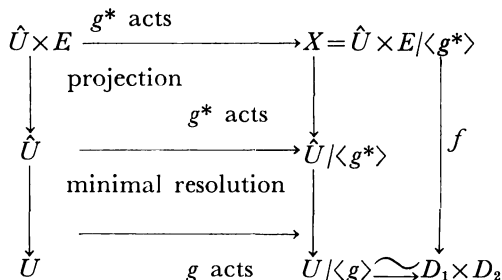 Û × E g* acts X = Û × E/⟨g*⟩
projection
g* acts
Û Û/⟨g*⟩ f
minimal resolution
U g acts U/⟨g⟩ ⥲ D₁ × D₂